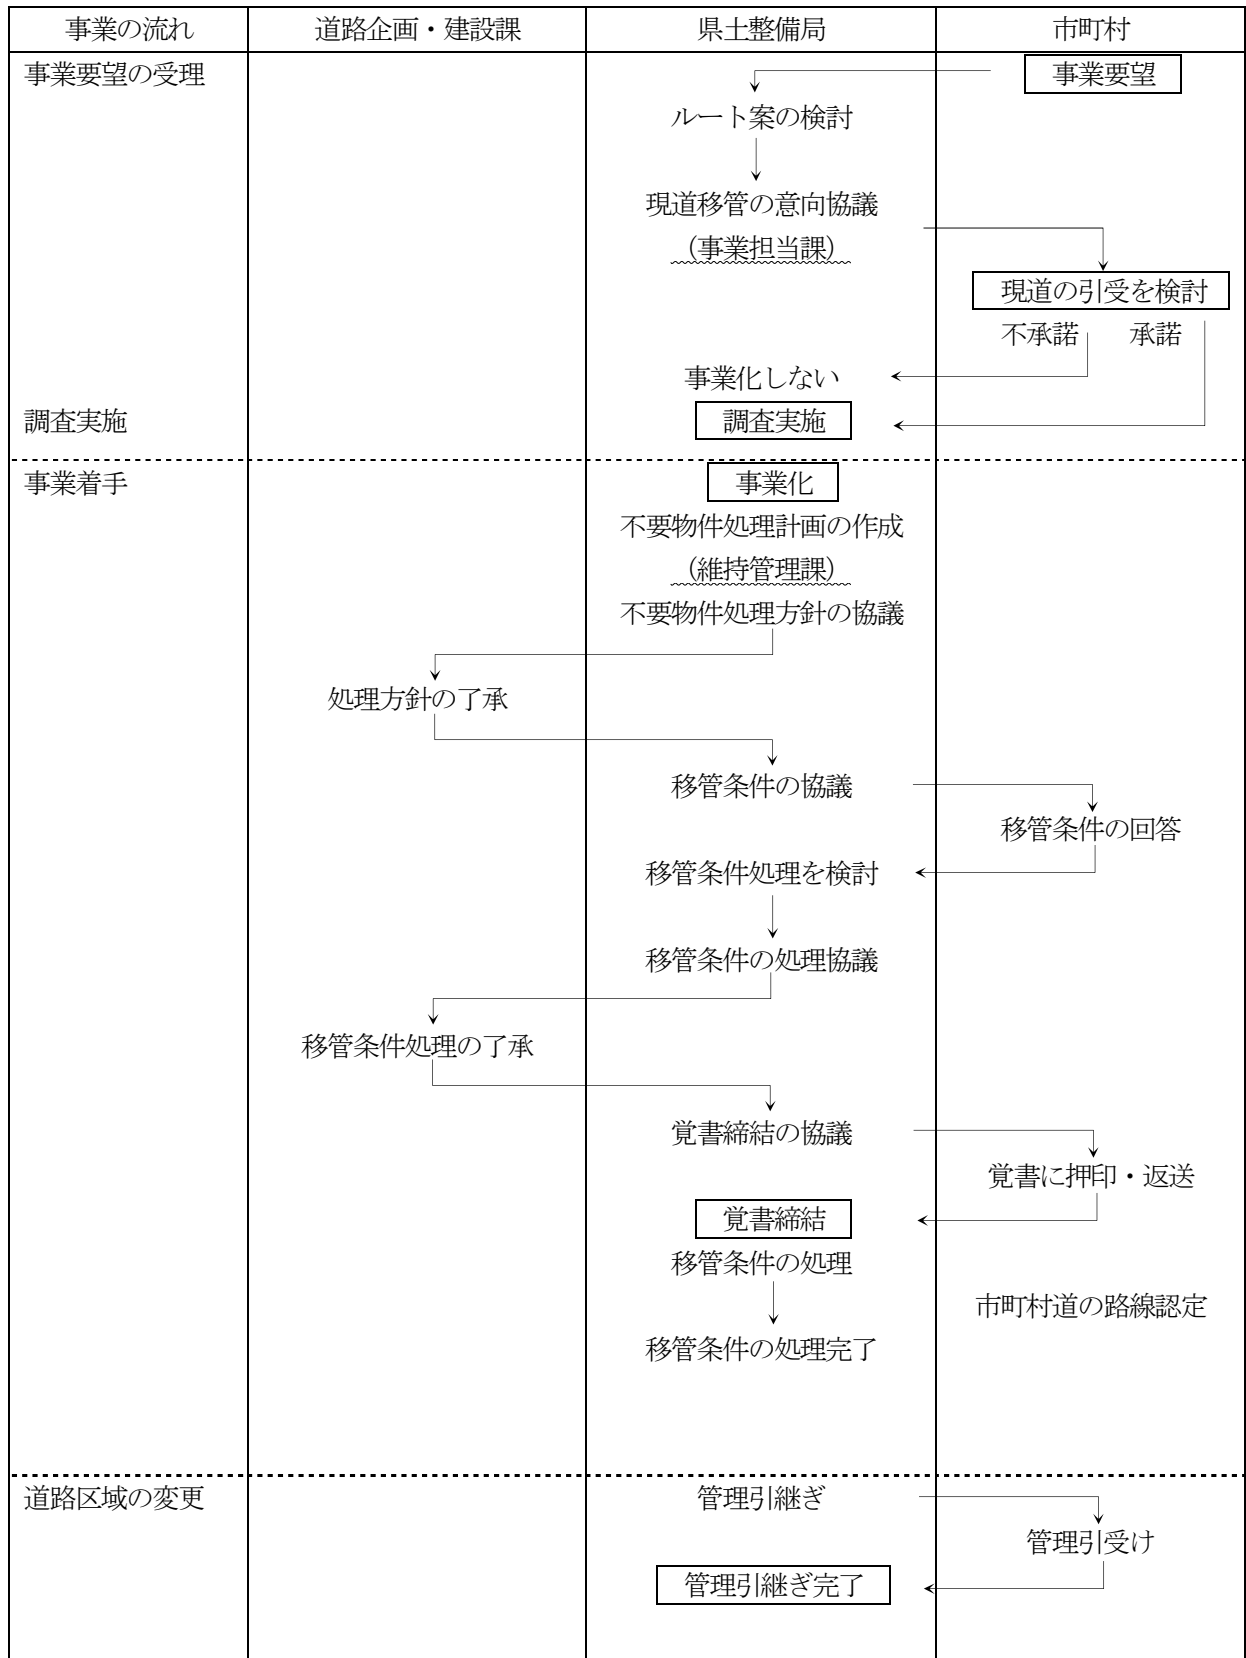 事業の流れ
道路企画・建設課
県土整備局
市町村
事業要望の受理
事業要望
ルート案の検討
現道移管の意向協議
（事業担当課）
現道の引受を検討
不承諾
承諾
事業化しない
調査実施
調査実施
事業着手
事業化
不要物件処理計画の作成
（維持管理課）
不要物件処理方針の協議
処理方針の了承
移管条件の協議
移管条件の回答
移管条件処理を検討
移管条件の処理協議
移管条件処理の了承
覚書締結の協議
覚書に押印・返送
覚書締結
移管条件の処理
市町村道の路線認定
移管条件の処理完了
道路区域の変更
管理引継ぎ
管理引受け
管理引継ぎ完了